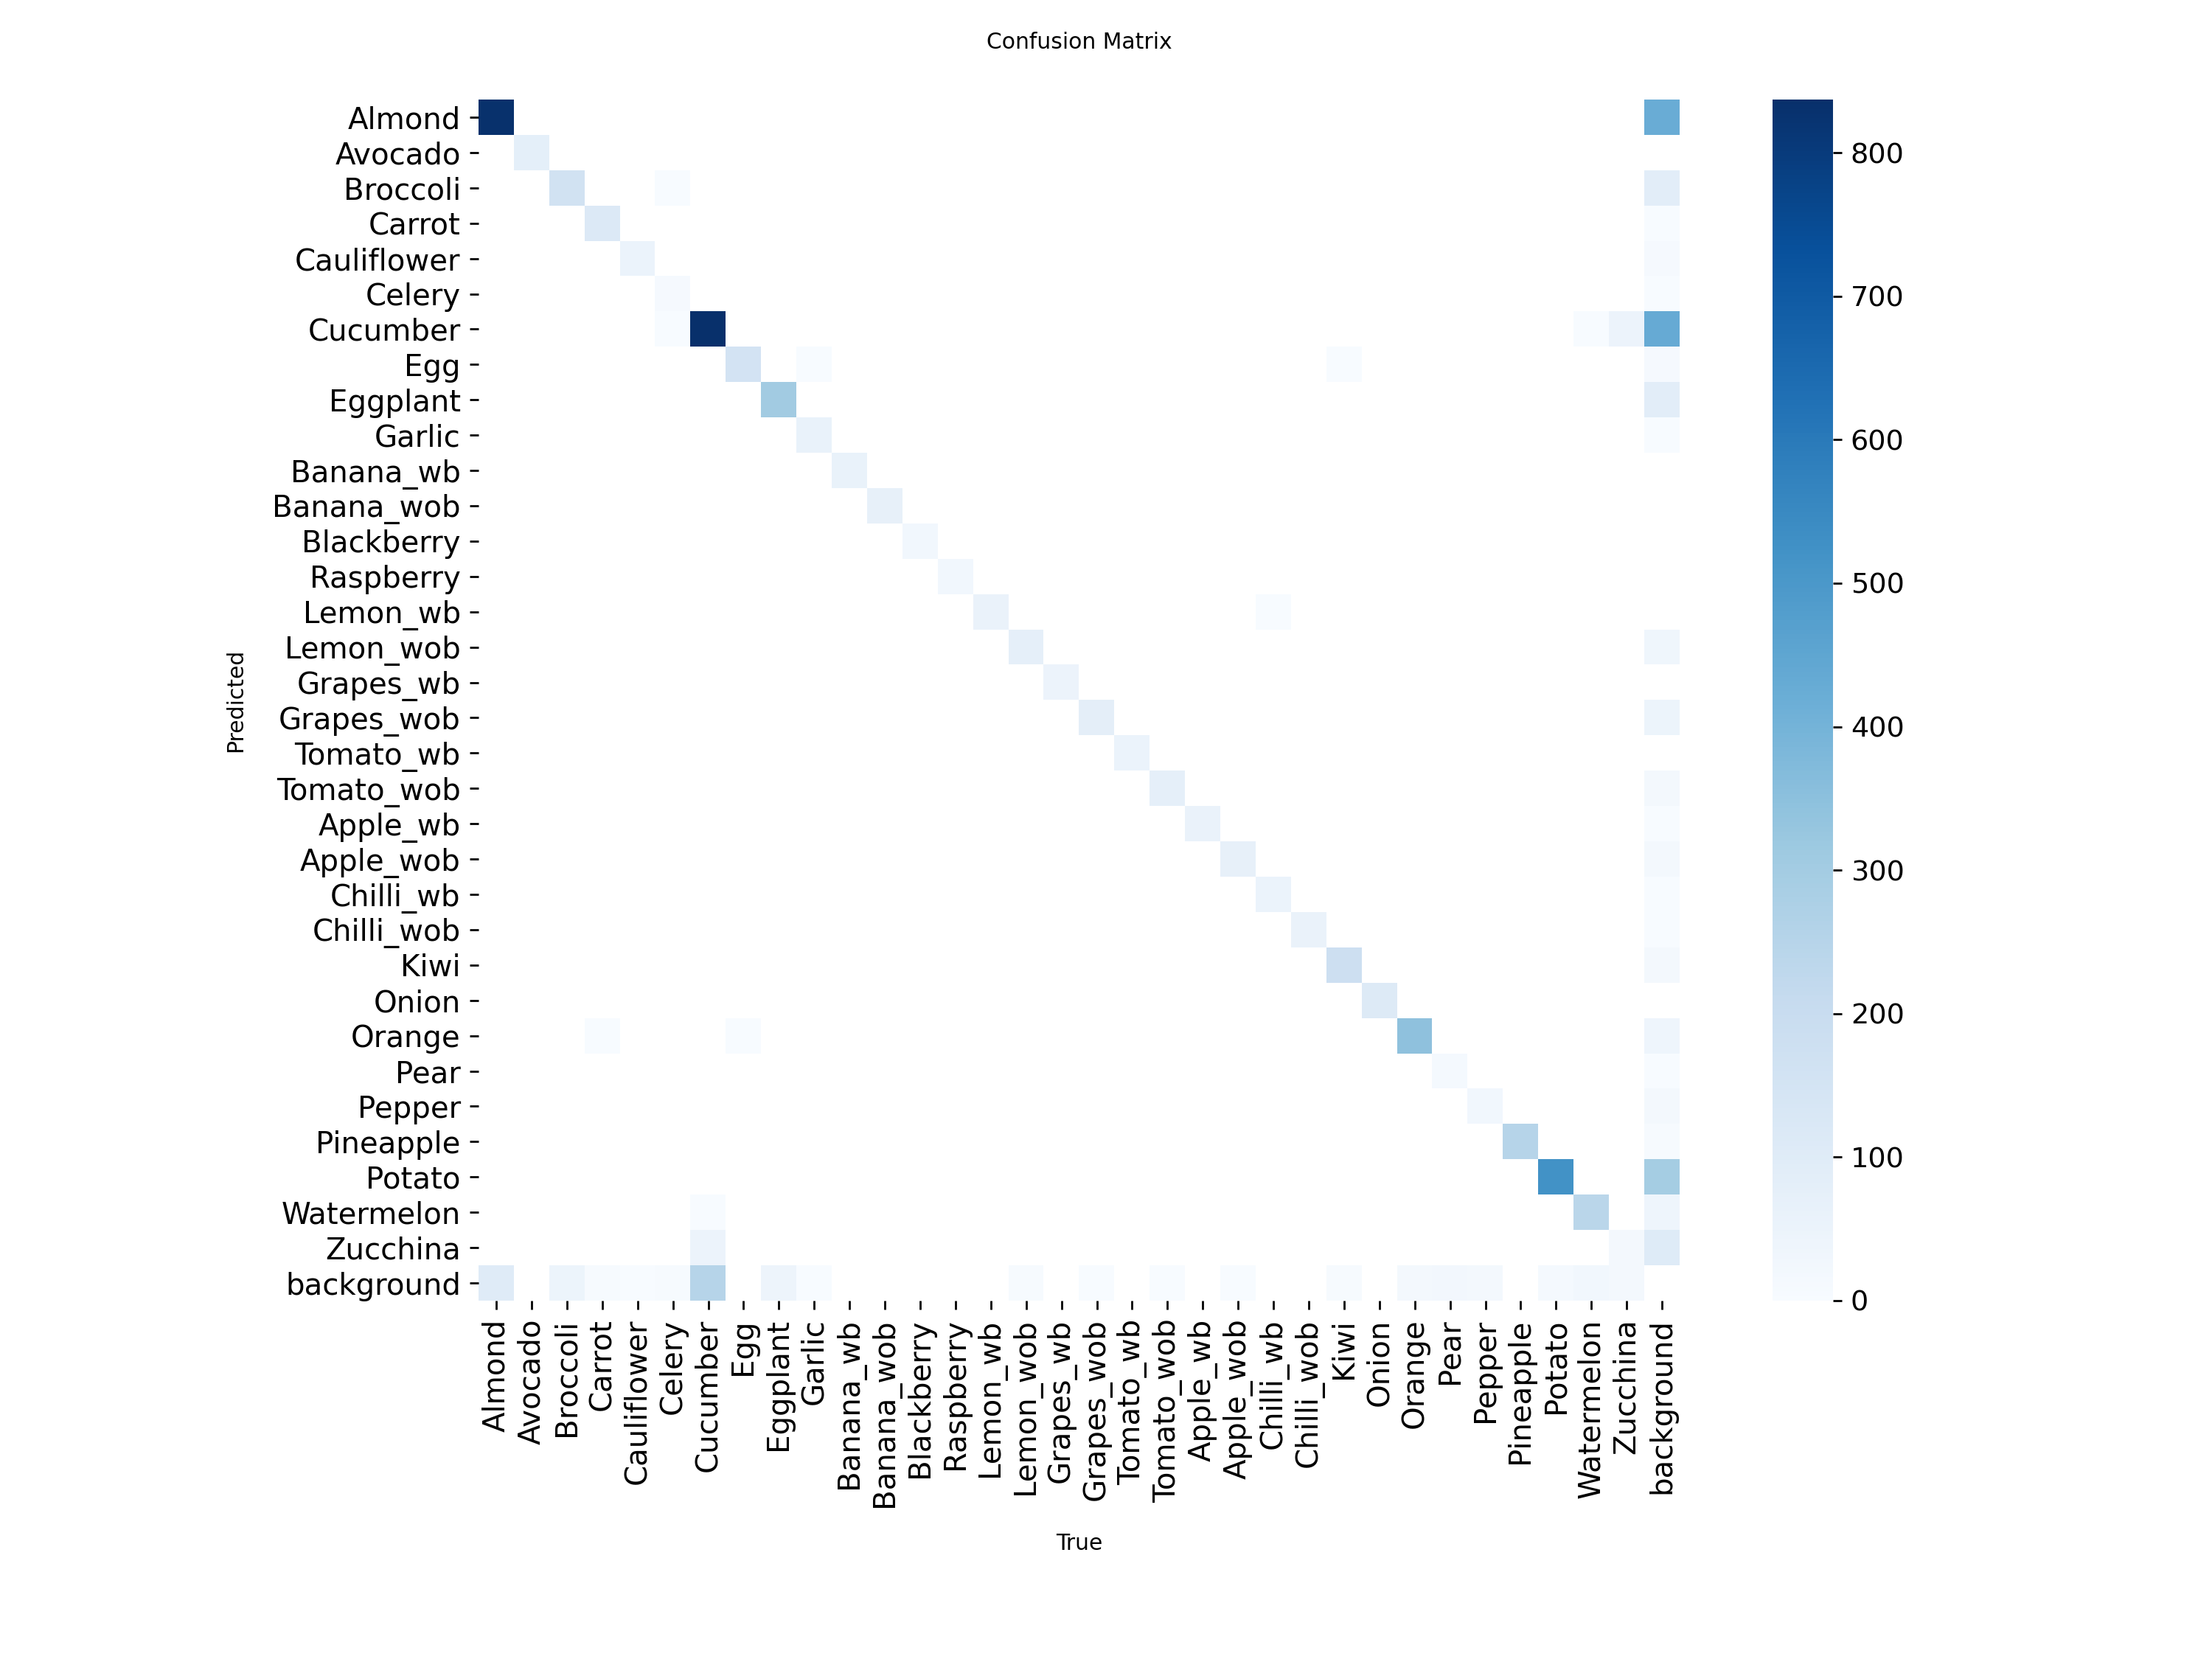 Confusion Matrix
Almond
Avocado
Broccoli
Carrot
Cauliflower
Celery
Cucumber
Egg
Eggplant
Garlic
Banana_wb
Banana_wob
Blackberry
Raspberry
Lemon_wb
Lemon_wob
Grapes_wb
Grapes_wob
Tomato_wb
Tomato_wob
Apple_wb
Apple_wob
Chilli_wb
Chilli_wob
Kiwi
Onion
Orange
Pear
Pepper
Pineapple
Potato
Watermelon
Zucchina
background
Predicted
Almond
Avocado
Broccoli
Carrot
Cauliflower
Celery
Cucumber
Egg
Eggplant
Garlic
Banana_wb
Banana_wob
Blackberry
Raspberry
Lemon_wb
Lemon_wob
Grapes_wb
Grapes_wob
Tomato_wb
Tomato_wob
Apple_wb
Apple_wob
Chilli_wb
Chilli_wob
Kiwi
Onion
Orange
Pear
Pepper
Pineapple
Potato
Watermelon
Zucchina
background
True
800
700
600
500
400
300
200
100
0